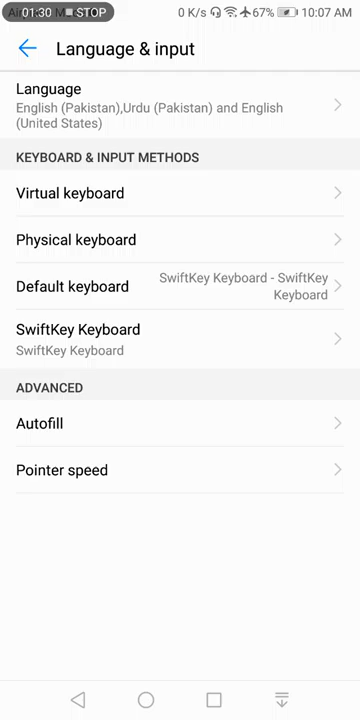 01:30 STOP 0 K/s 67% 10:07 AM
Language & input
Language
English (Pakistan),Urdu (Pakistan) and English
(United States)
KEYBOARD & INPUT METHODS
Virtual keyboard
Physical keyboard
Default keyboard SwiftKey Keyboard - SwiftKey
Keyboard
SwiftKey Keyboard
SwiftKey Keyboard
ADVANCED
Autofill
Pointer speed